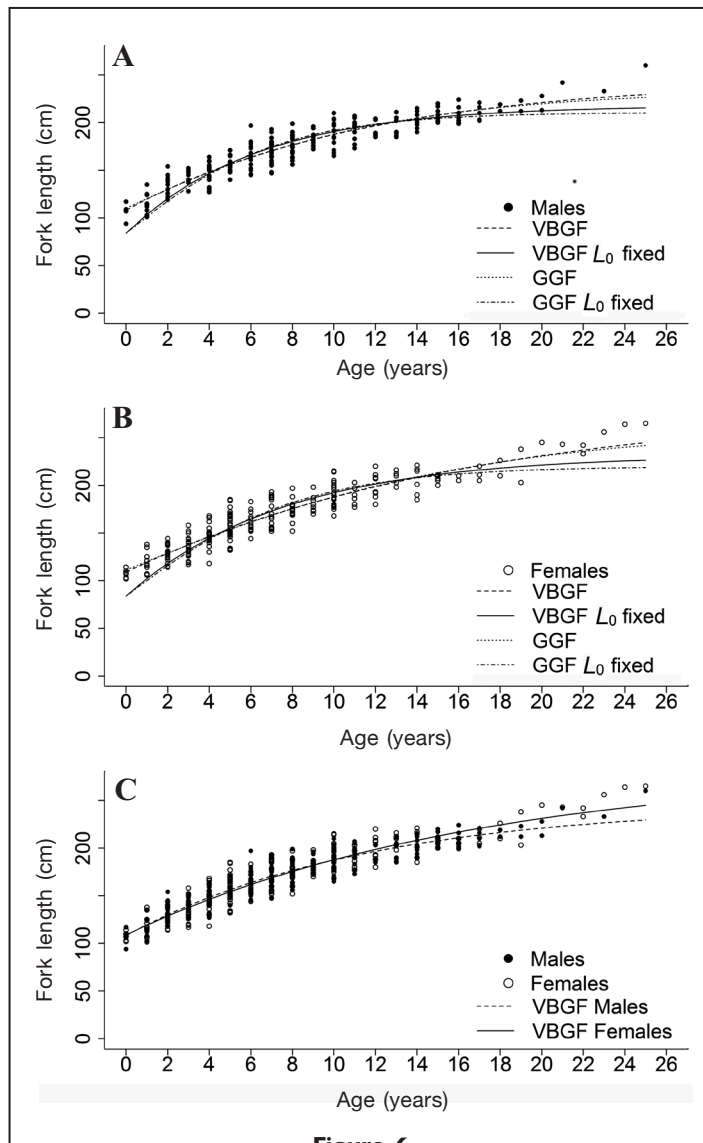 A
Fork length (cm)
200
100
50
0
Males
VBGF
VBGF L0 fixed
GGF
GGF L0 fixed
0 2 4 6 8 10 12 14 16 18 20 22 24 26
Age (years)
B
Fork length (cm)
200
100
50
0
Females
VBGF
VBGF L0 fixed
GGF
GGF L0 fixed
0 2 4 6 8 10 12 14 16 18 20 22 24 26
Age (years)
C
Fork length (cm)
200
100
50
0
Males
Females
VBGF Males
VBGF Females
0 2 4 6 8 10 12 14 16 18 20 22 24 26
Age (years)
Figure 6